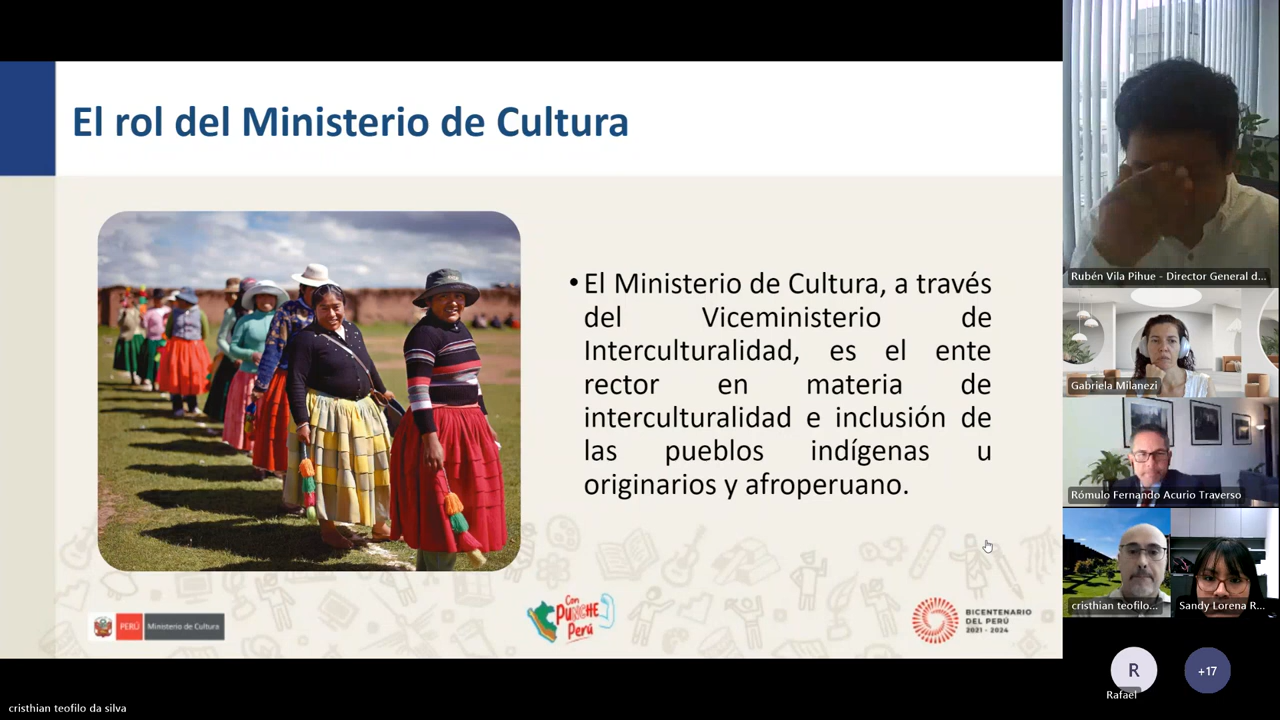 El rol del Ministerio de Cultura
• El Ministerio de Cultura, a través
del Viceministerio de
Interculturalidad, es el ente
rector en materia de
interculturalidad e inclusión de
las pueblos indígenas u
originarios y afroperuano.
PERÚ Ministerio de Cultura
Con
PUNCHE
Perú
BICENTENARIO
DEL PERÚ
2021 - 2024
Rubén Vila Pihue - Director General d...
Gabriela Milanezi
Rómulo Fernando Acurio Traverso
cristhian teofilo...
Sandy Lorena R...
R
+17
Rafael
cristhian teofilo da silva